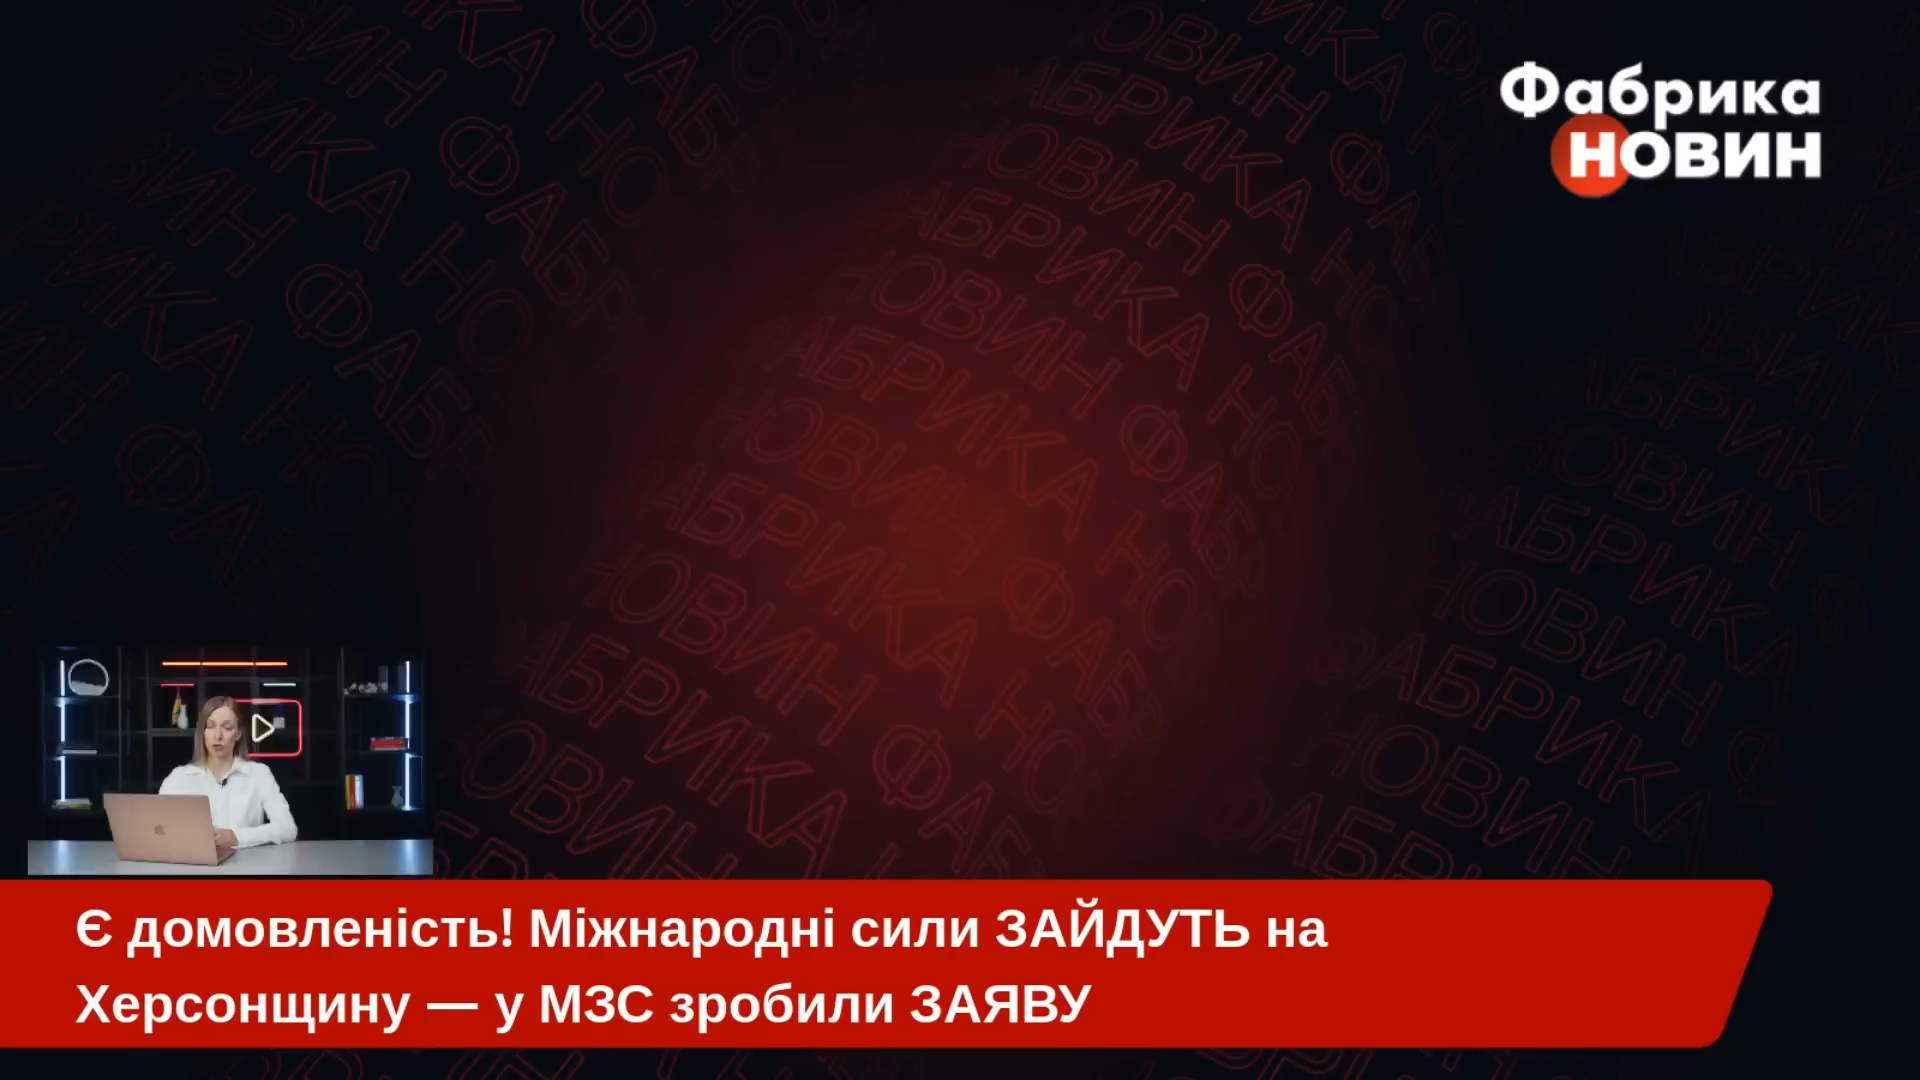 Фабрика
новин
Є домовленість! Міжнародні сили ЗАЙДУТЬ на
Херсонщину — у МЗС зробили ЗАЯВУ